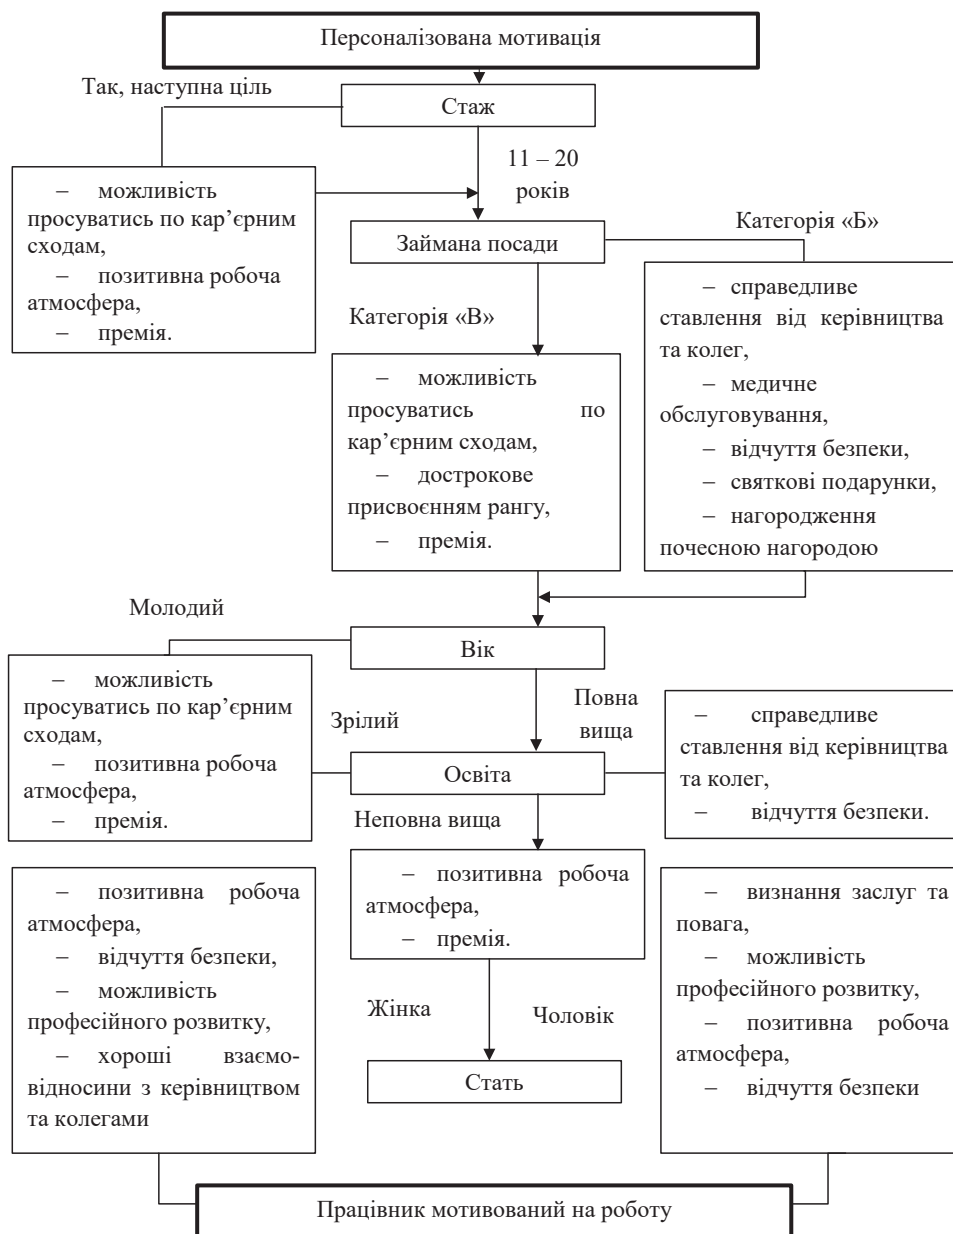 Персоналізована мотивація
Так, наступна ціль
Стаж
11 – 20
років
– можливість
просуватись по кар’єрним
сходам,
– позитивна робоча
атмосфера,
– премія.
Займана посади
Категорія «Б»
Категорія «В»
– справедливе
ставлення від керівництва
та колег,
– медичне
обслуговування,
– відчуття безпеки,
– святкові подарунки,
– нагородження
почесною нагородою
– можливість
просуватись по
кар’єрним сходам,
– дострокове
присвоєнням рангу,
– премія.
Молодий
Вік
– можливість
просуватись по кар’єрним
сходам,
– позитивна робоча
атмосфера,
– премія.
Зрілий
Повна
вища
Освіта
– справедливе
ставлення від керівництва
та колег,
– відчуття безпеки.
Неповна вища
– позитивна робоча
атмосфера,
– премія.
– позитивна робоча
атмосфера,
– відчуття безпеки,
– можливість
професійного розвитку,
– хороші взаємо-
відносини з керівництвом
та колегами
Жінка
Чоловік
Стать
– визнання заслуг та
повага,
– можливість
професійного розвитку,
– позитивна робоча
атмосфера,
– відчуття безпеки
Працівник мотивований на роботу